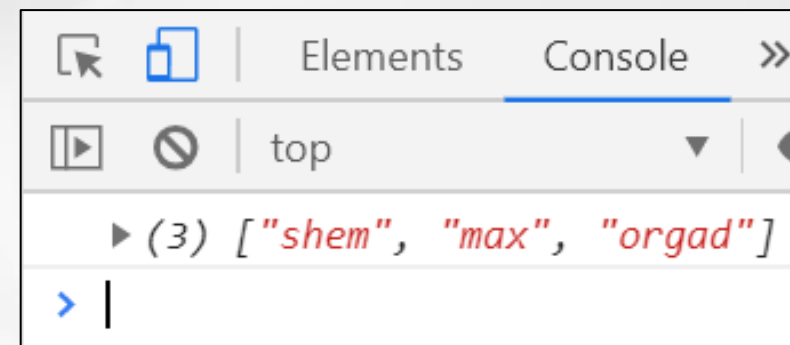 Elements Console »
top ▼
▶ (3) ["shem", "max", "orgad"]
>